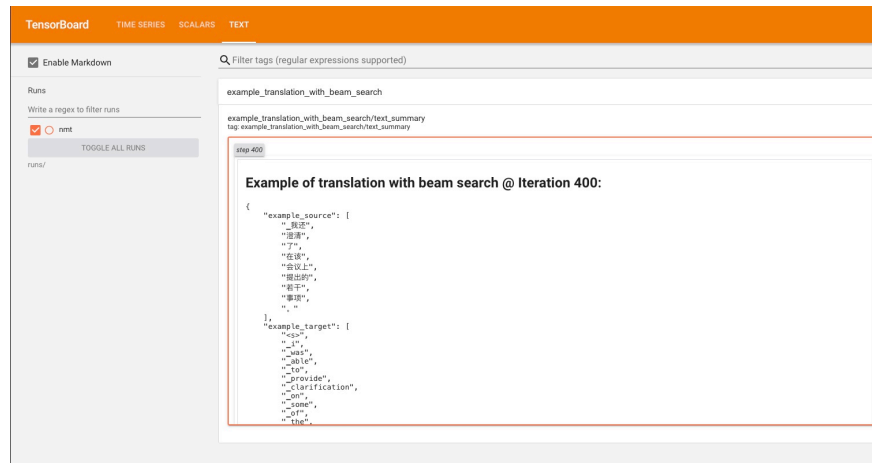 TensorBoard TIME SERIES SCALARS TEXT
Enable Markdown
Filter tags (regular expressions supported)
Runs
example_translation_with_beam_search
Write a regex to filter runs
nmt
TOGGLE ALL RUNS
runs/
example_translation_with_beam_search/text_summary
tag: example_translation_with_beam_search/text_summary
step 400
Example of translation with beam search @ Iteration 400:
{
"example_source": [
"_我还",
"澄清",
"了",
"在该",
"会议上",
"提出的",
"若干",
"事项",
"。"
],
"example_target": [
"<s>",
"_i",
"_was",
"_able",
"_to",
"_provide",
"_clarification",
"_on",
"_some",
"_of",
"_the",